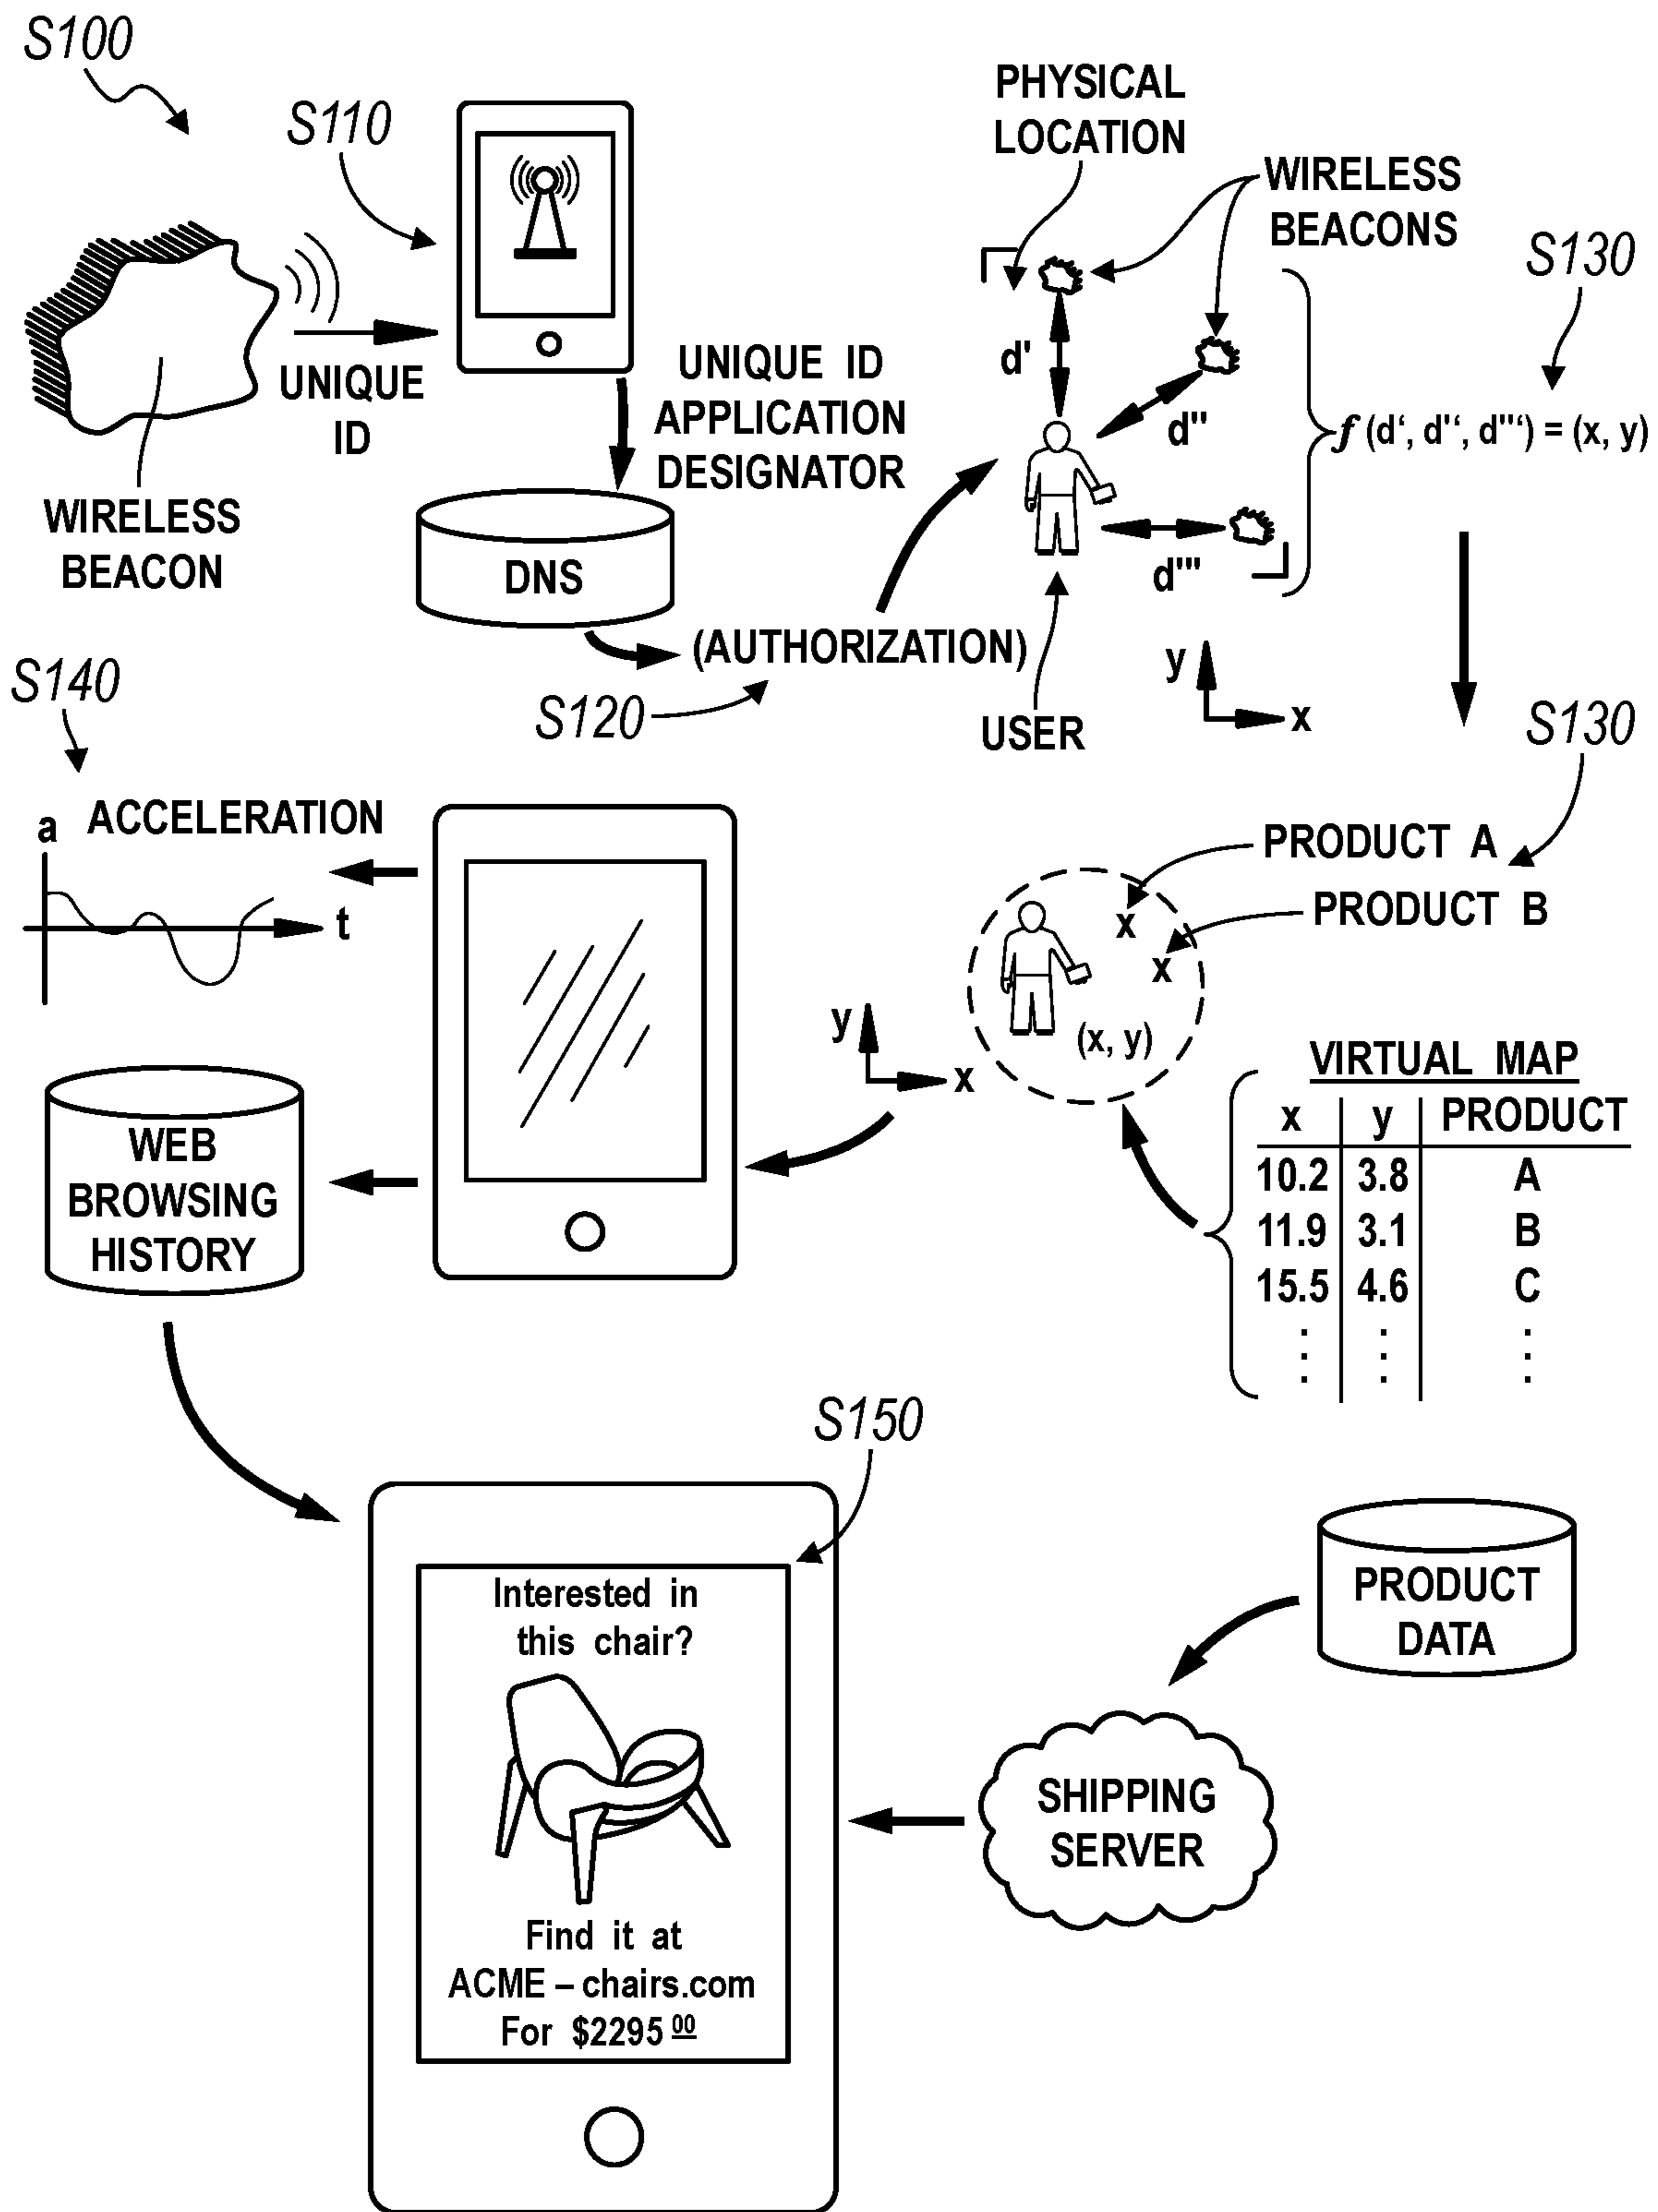 S100
S110
UNIQUE
ID
WIRELESS
BEACON
UNIQUE ID
APPLICATION
DESIGNATOR
DNS
(AUTHORIZATION)
S120
PHYSICAL
LOCATION
WIRELESS
BEACONS
S130
d'
d''
d'''
f (d‘, d"‘, d"'‘) = (x, y)
USER
y
x
S140
a
ACCELERATION
t
S130
PRODUCT A
PRODUCT B
x
x
(x, y)
y
x
WEB
BROWSING
HISTORY
VIRTUAL MAP
x y PRODUCT
10.2 3.8 A
11.9 3.1 B
15.5 4.6 C
: : :
S150
Interested in
this chair?
Find it at
ACME – chairs.com
For $2295 00
PRODUCT
DATA
SHIPPING
SERVER